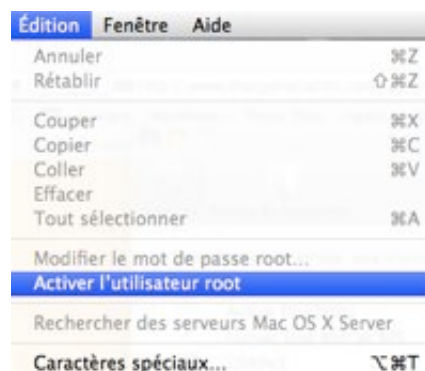 Édition Fenêtre Aide
Annuler ⌘Z
Rétablir ⇧⌘Z
Couper ⌘X
Copier ⌘C
Coller ⌘V
Effacer
Tout sélectionner ⌘A
Modifier le mot de passe root...
Activer l'utilisateur root
Rechercher des serveurs Mac OS X Server
Caractères spéciaux... ⌥⌘T